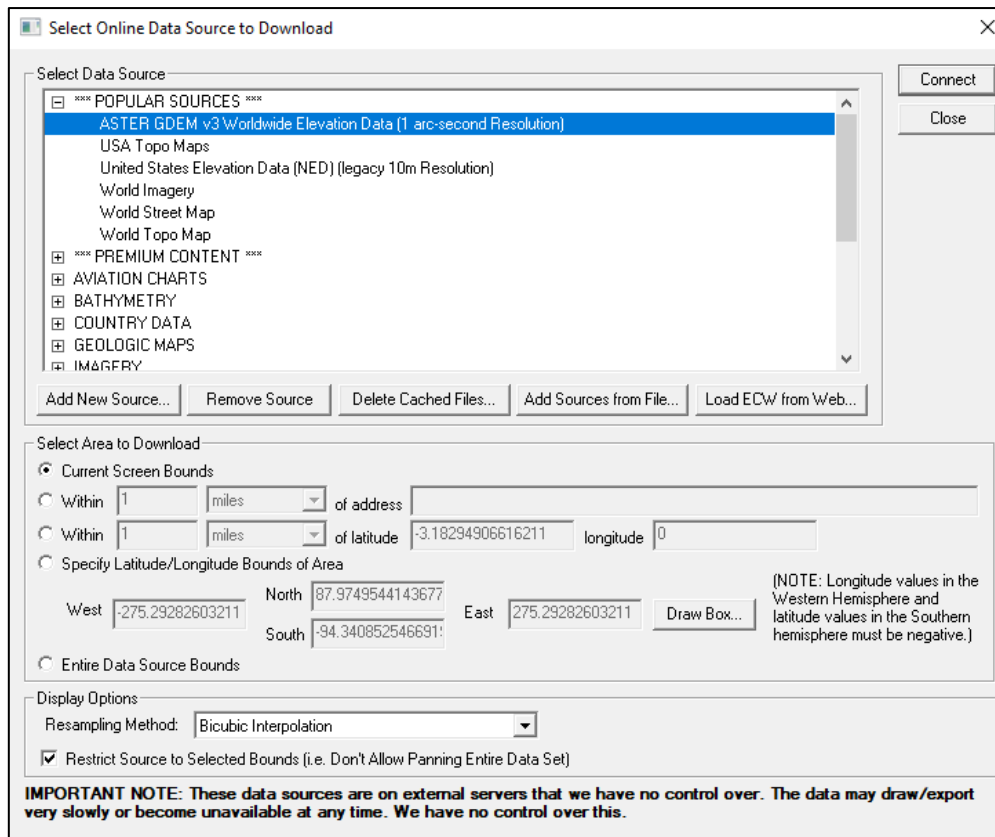 Select Online Data Source to Download
Select Data Source
*** POPULAR SOURCES ***
ASTER GDEM v3 Worldwide Elevation Data (1 arc-second Resolution)
USA Topo Maps
United States Elevation Data (NED) (legacy 10m Resolution)
World Imagery
World Street Map
World Topo Map
*** PREMIUM CONTENT ***
AVIATION CHARTS
BATHYMETRY
COUNTRY DATA
GEOLOGIC MAPS
IMAGERY
Connect
Close
Add New Source... Remove Source Delete Cached Files... Add Sources from File... Load ECW from Web...
Select Area to Download
Current Screen Bounds
Within 1 miles of address
Within 1 miles of latitude -3.18294906616211 longitude 0
Specify Latitude/Longitude Bounds of Area
North 87.9749544143677
West -275.29282603211 East 275.29282603211 Draw Box...
South -94.340852546691
(NOTE: Longitude values in the
Western Hemisphere and
latitude values in the Southern
hemisphere must be negative.)
Entire Data Source Bounds
Display Options
Resampling Method: Bicubic Interpolation
Restrict Source to Selected Bounds (i.e. Don't Allow Panning Entire Data Set)
IMPORTANT NOTE: These data sources are on external servers that we have no control over. The data may draw/export
very slowly or become unavailable at any time. We have no control over this.